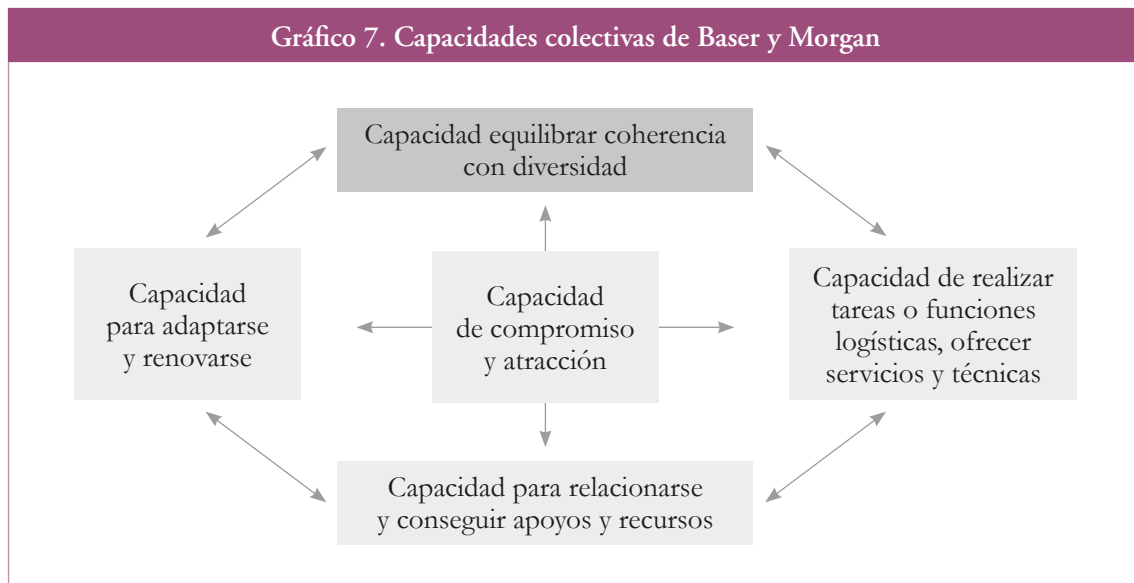 Gráfico 7. Capacidades colectivas de Baser y Morgan
Capacidad equilibrar coherencia
con diversidad
Capacidad
para adaptarse
y renovarse
Capacidad
de compromiso
y atracción
Capacidad de realizar
tareas o funciones
logísticas, ofrecer
servicios y técnicas
Capacidad para relacionarse
y conseguir apoyos y recursos